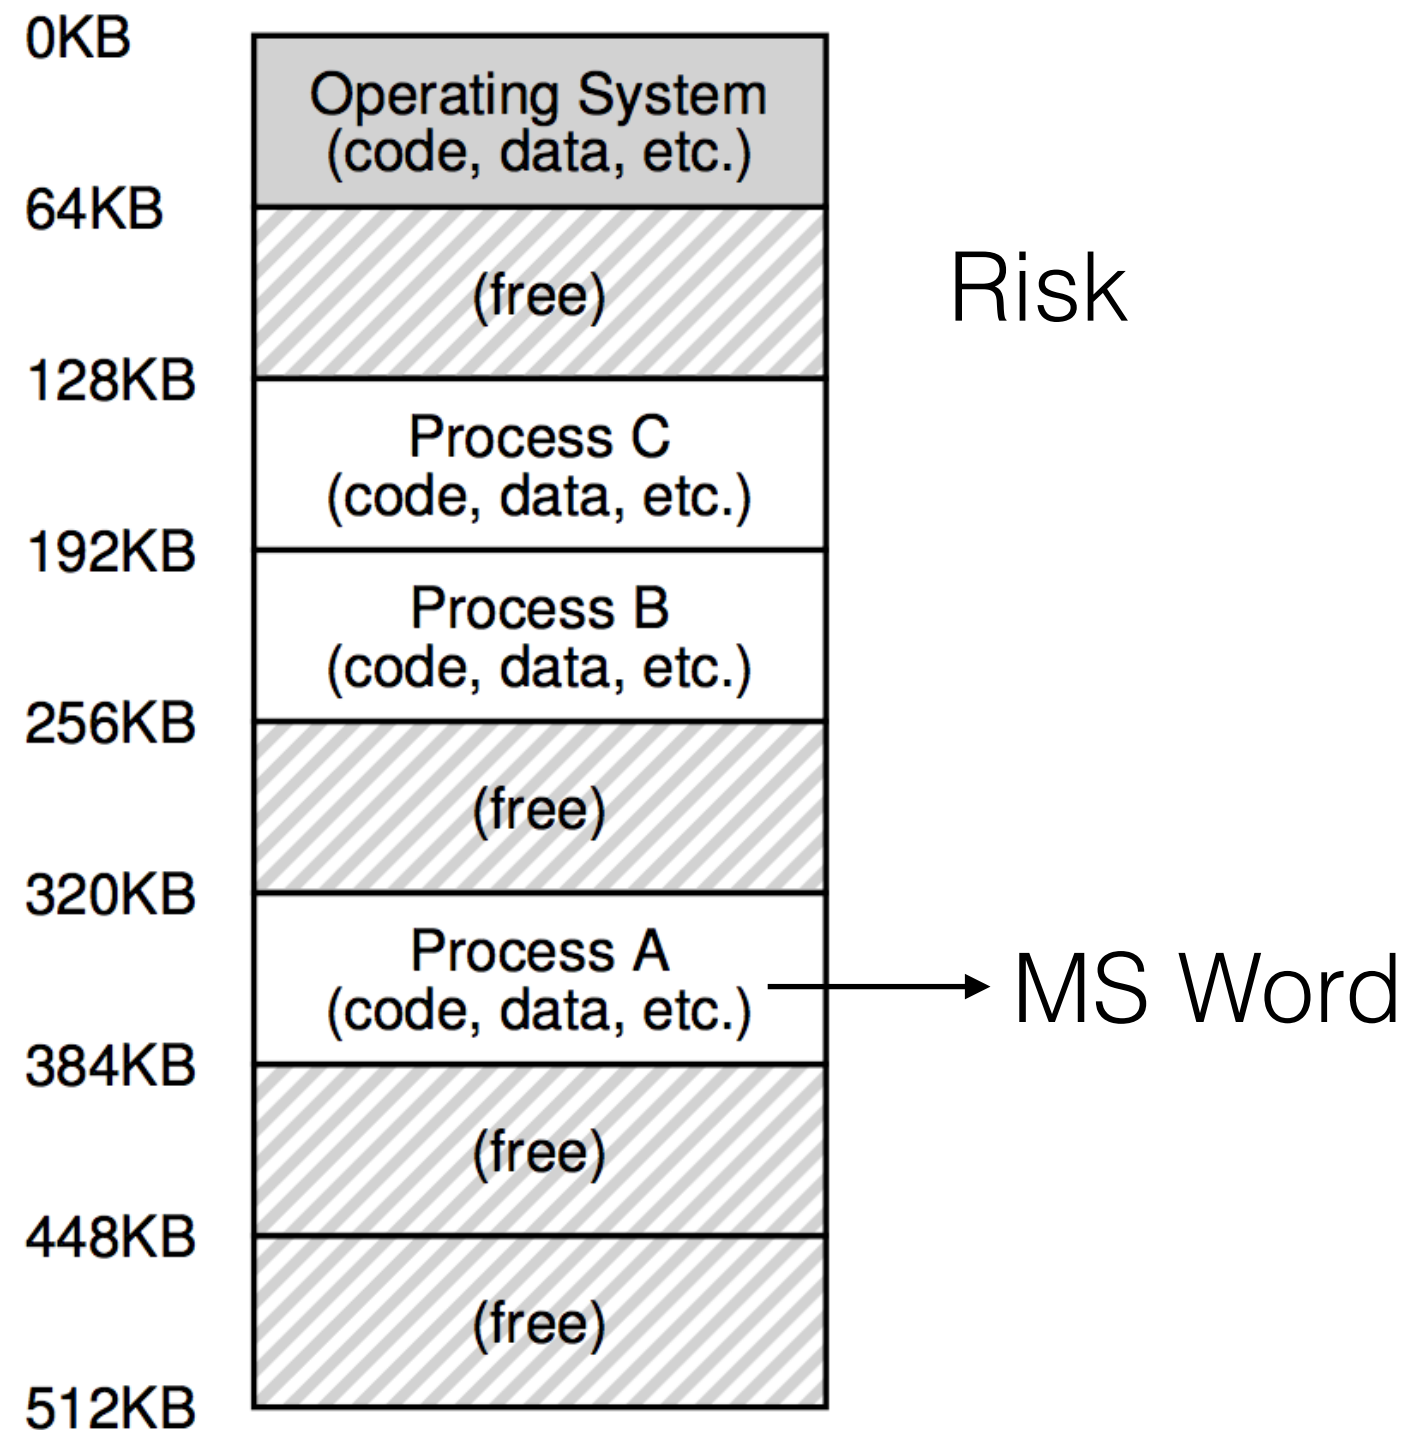 0KB
Operating System
(code, data, etc.)
64KB
(free)
Risk
128KB
Process C
(code, data, etc.)
192KB
Process B
(code, data, etc.)
256KB
(free)
320KB
Process A
(code, data, etc.)
MS Word
384KB
(free)
448KB
(free)
512KB